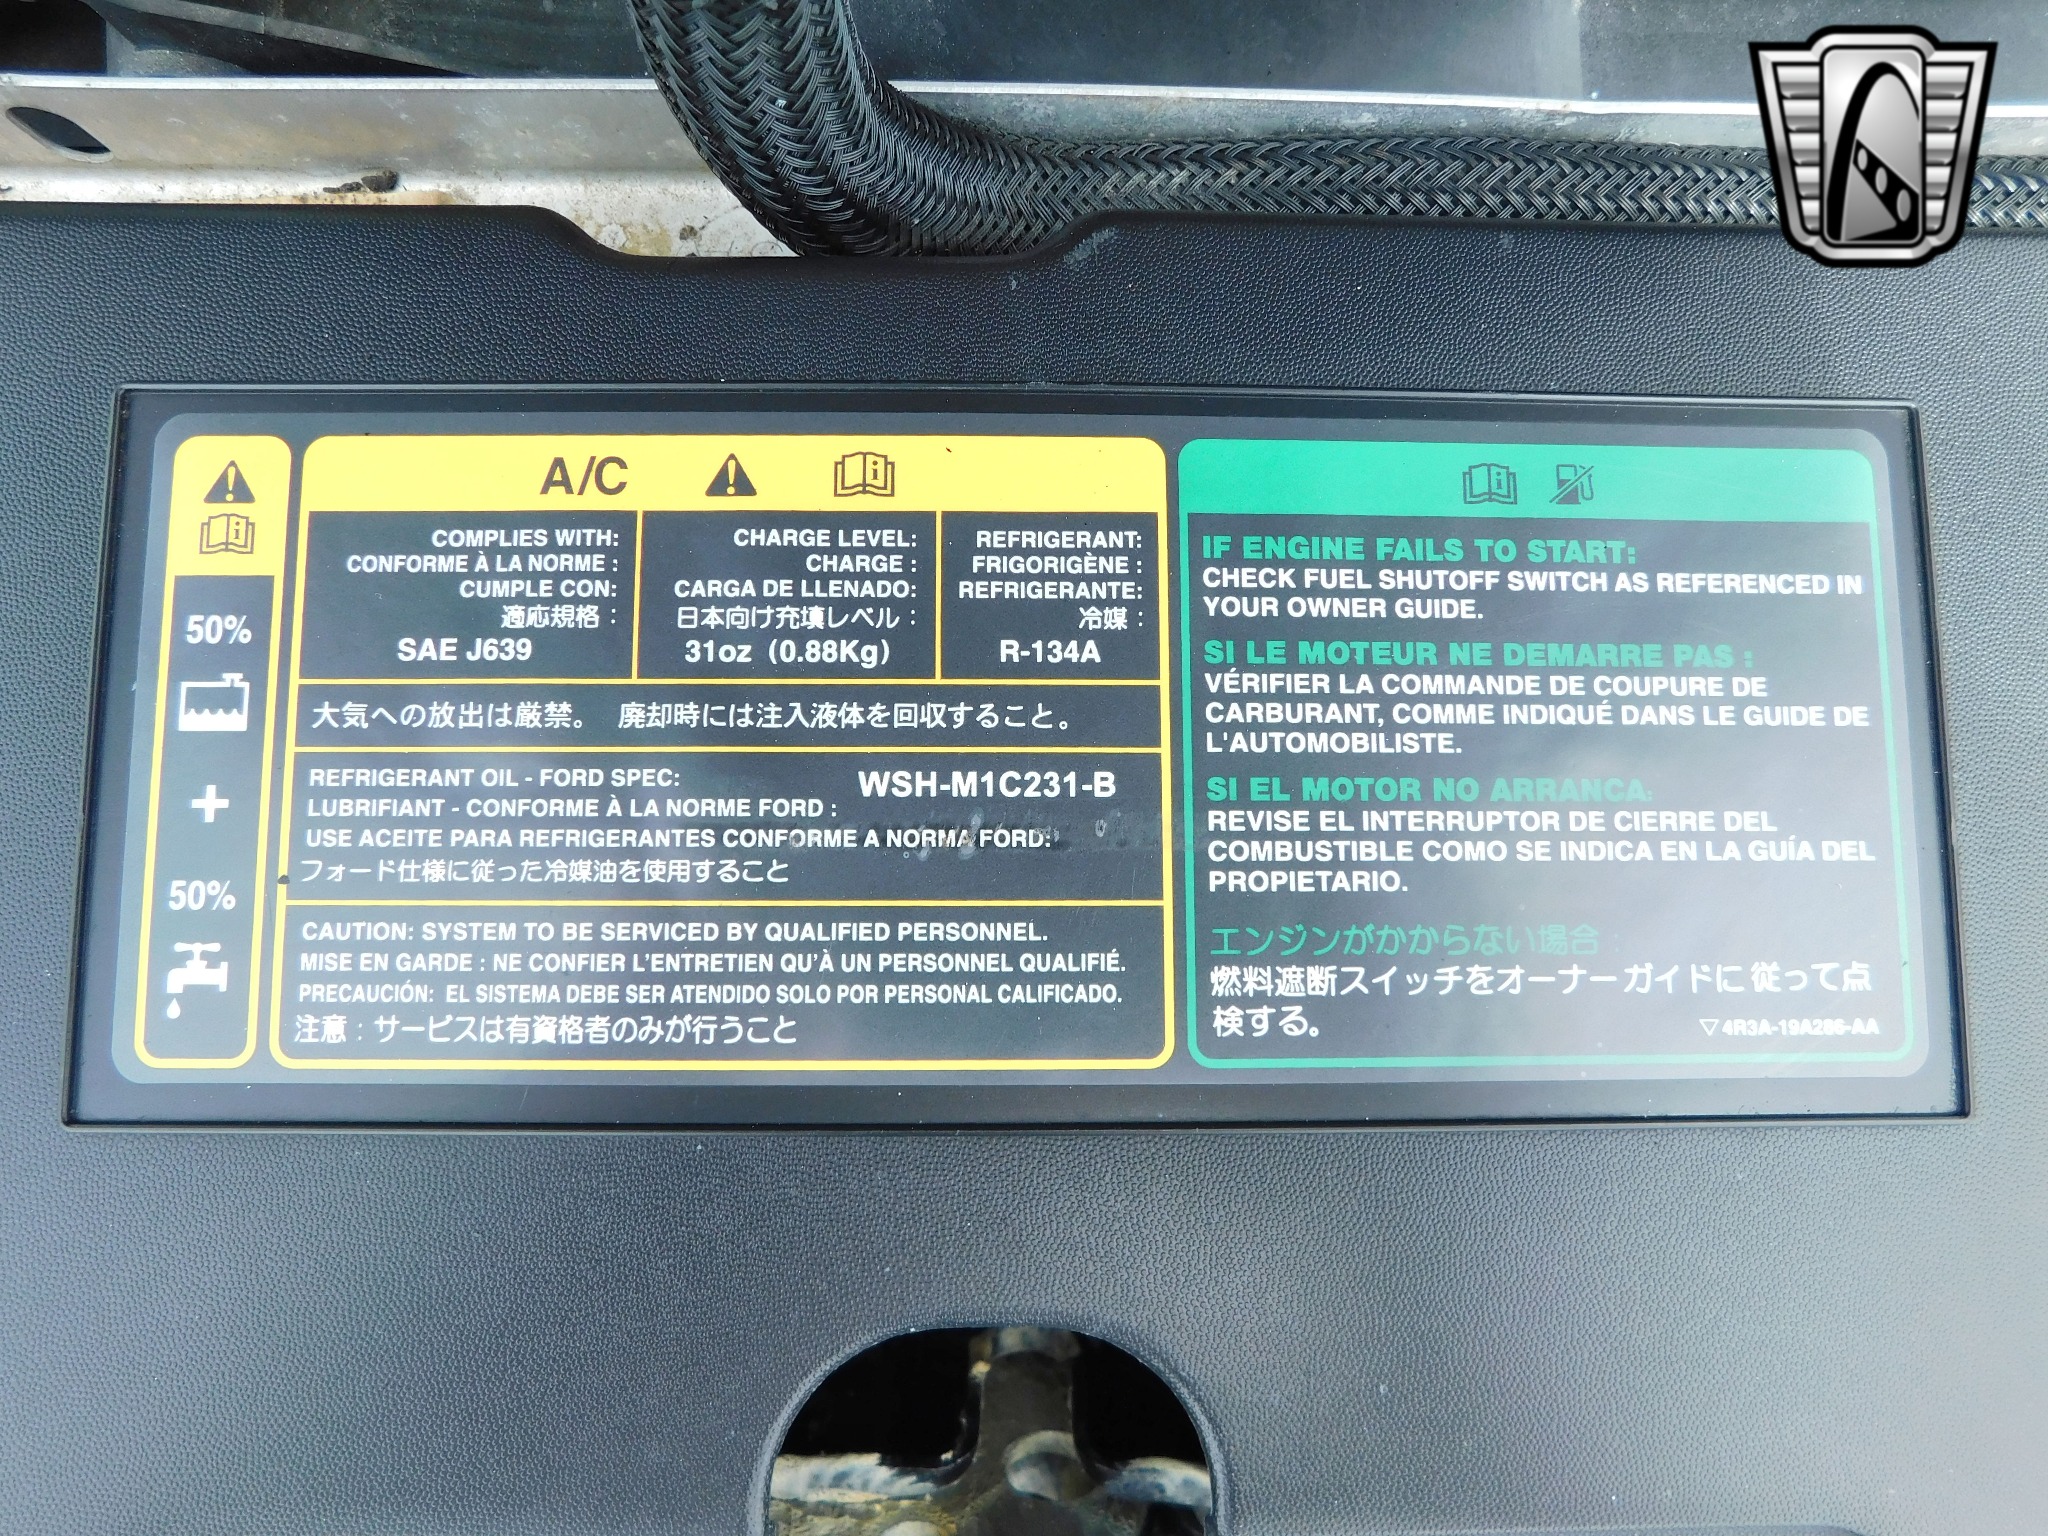 50%
+
50%
A/C
COMPLIES WITH:
CONFORME À LA NORME :
CUMPLE CON:
適応規格：
SAE J639
CHARGE LEVEL:
CHARGE :
CARGA DE LLENADO:
日本向け充填レベル：
31oz (0.88Kg)
REFRIGERANT:
FRIGORIGÈNE :
REFRIGERANTE:
冷媒：
R-134A
大気への放出は厳禁。 廃却時には注入液体を回収すること。
REFRIGERANT OIL - FORD SPEC: WSH-M1C231-B
LUBRIFIANT - CONFORME À LA NORME FORD :
USE ACEITE PARA REFRIGERANTES CONFORME A NORMA FORD:
フォード仕様に従った冷媒油を使用すること
CAUTION: SYSTEM TO BE SERVICED BY QUALIFIED PERSONNEL.
MISE EN GARDE : NE CONFIER L'ENTRETIEN QU'À UN PERSONNEL QUALIFIÉ.
PRECAUCIÓN: EL SISTEMA DEBE SER ATENDIDO SOLO POR PERSONAL CALIFICADO.
注意：サービスは有資格者のみが行うこと
IF ENGINE FAILS TO START:
CHECK FUEL SHUTOFF SWITCH AS REFERENCED IN
YOUR OWNER GUIDE.
SI LE MOTEUR NE DEMARRE PAS :
VÉRIFIER LA COMMANDE DE COUPURE DE
CARBURANT, COMME INDIQUÉ DANS LE GUIDE DE
L'AUTOMOBILISTE.
SI EL MOTOR NO ARRANCA:
REVISE EL INTERRUPTOR DE CIERRE DEL
COMBUSTIBLE COMO SE INDICA EN LA GUÍA DEL
PROPIETARIO.
エンジンがかからない場合
燃料遮断スイッチをオーナーガイドに従って点
検する。
▽ 4R3A-19A286-AA